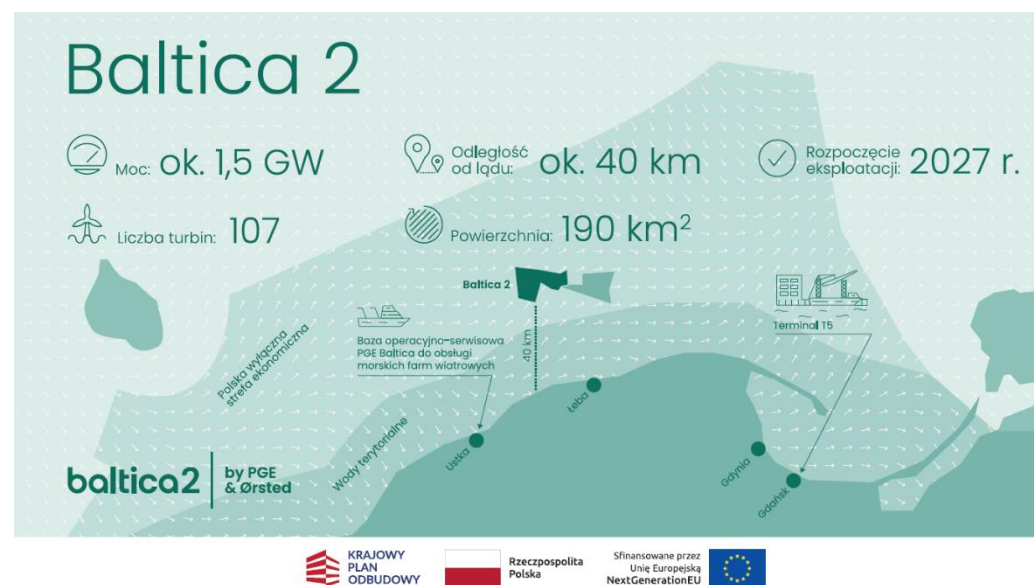 Baltica 2
Moc: ok. 1,5 GW
Odległość
od lądu: ok. 40 km
Rozpoczęcie
eksploatacji: 2027 r.
Liczba turbin: 107
Powierzchnia: 190 km²
Baltica 2
Terminal T5
Baza operacyjno-serwisowa
PGE Baltica do obsługi
morskich farm wiatrowych
40 km
Polska wyłączna
strefa ekonomiczna
Łeba
Wody terytorialne
Ustka
Gdynia
Gdańsk
baltica2
by PGE
& Ørsted
KRAJOWY
PLAN
ODBUDOWY
Rzeczpospolita
Polska
Sfinansowane przez
Unię Europejską
NextGenerationEU